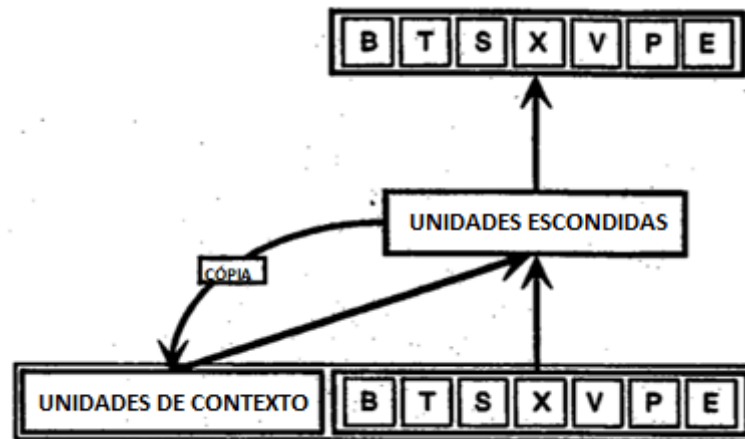 B T S X V P E
UNIDADES ESCONDIDAS
CÓPIA
UNIDADES DE CONTEXTO
B T S X V P E